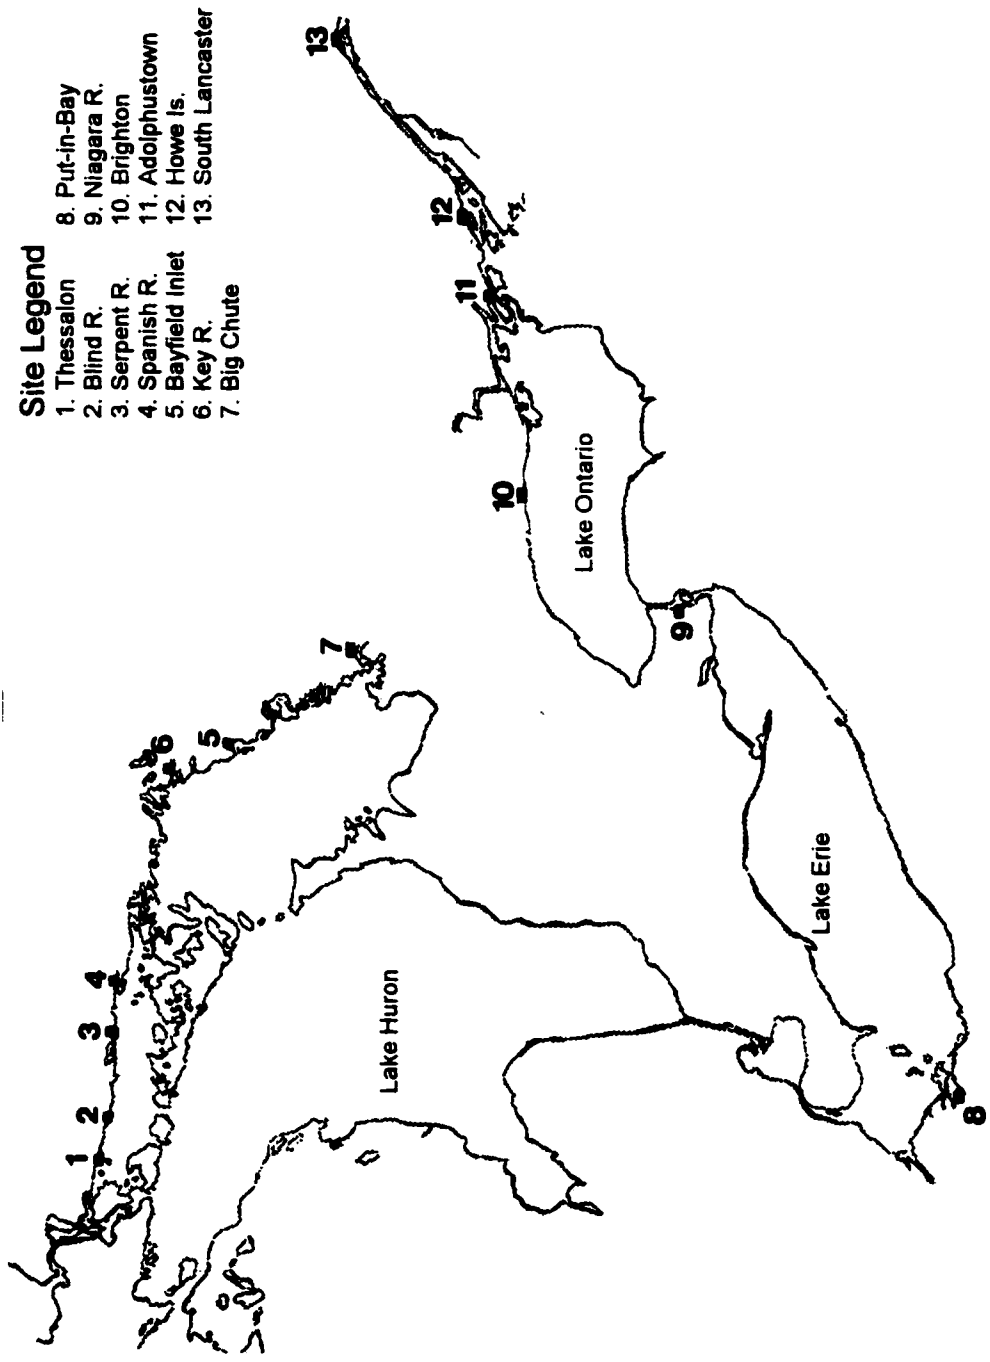 Site Legend
1. Thessalon
2. Blind R.
3. Serpent R.
4. Spanish R.
5. Bayfield Inlet
6. Key R.
7. Big Chute
8. Put-in-Bay
9. Niagara R.
10. Brighton
11. Adolphustown
12. Howe Is.
13. South Lancaster
1
2
3
4
5
6
7
8
9
10
11
12
13
Lake Huron
Lake Erie
Lake Ontario